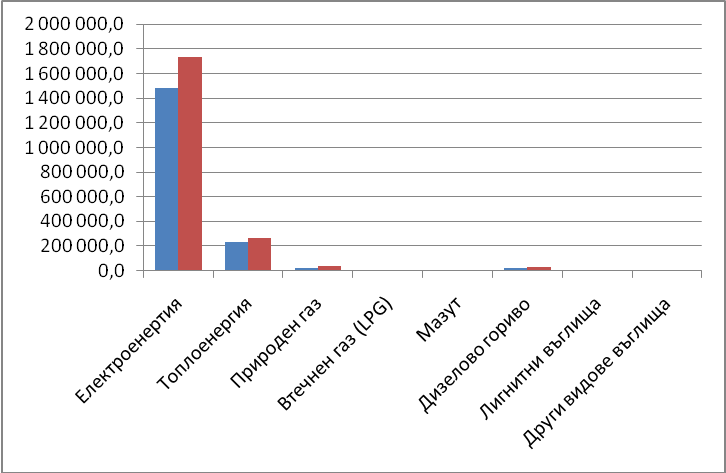 2 000 000,0
1 800 000,0
1 600 000,0
1 400 000,0
1 200 000,0
1 000 000,0
800 000,0
600 000,0
400 000,0
200 000,0
0,0
Електроенертия
Топлоенергия
Природен газ
Втечнен газ (LPG)
Мазут
Дизелово гориво
Лигнитни въглища
Други видове въглища